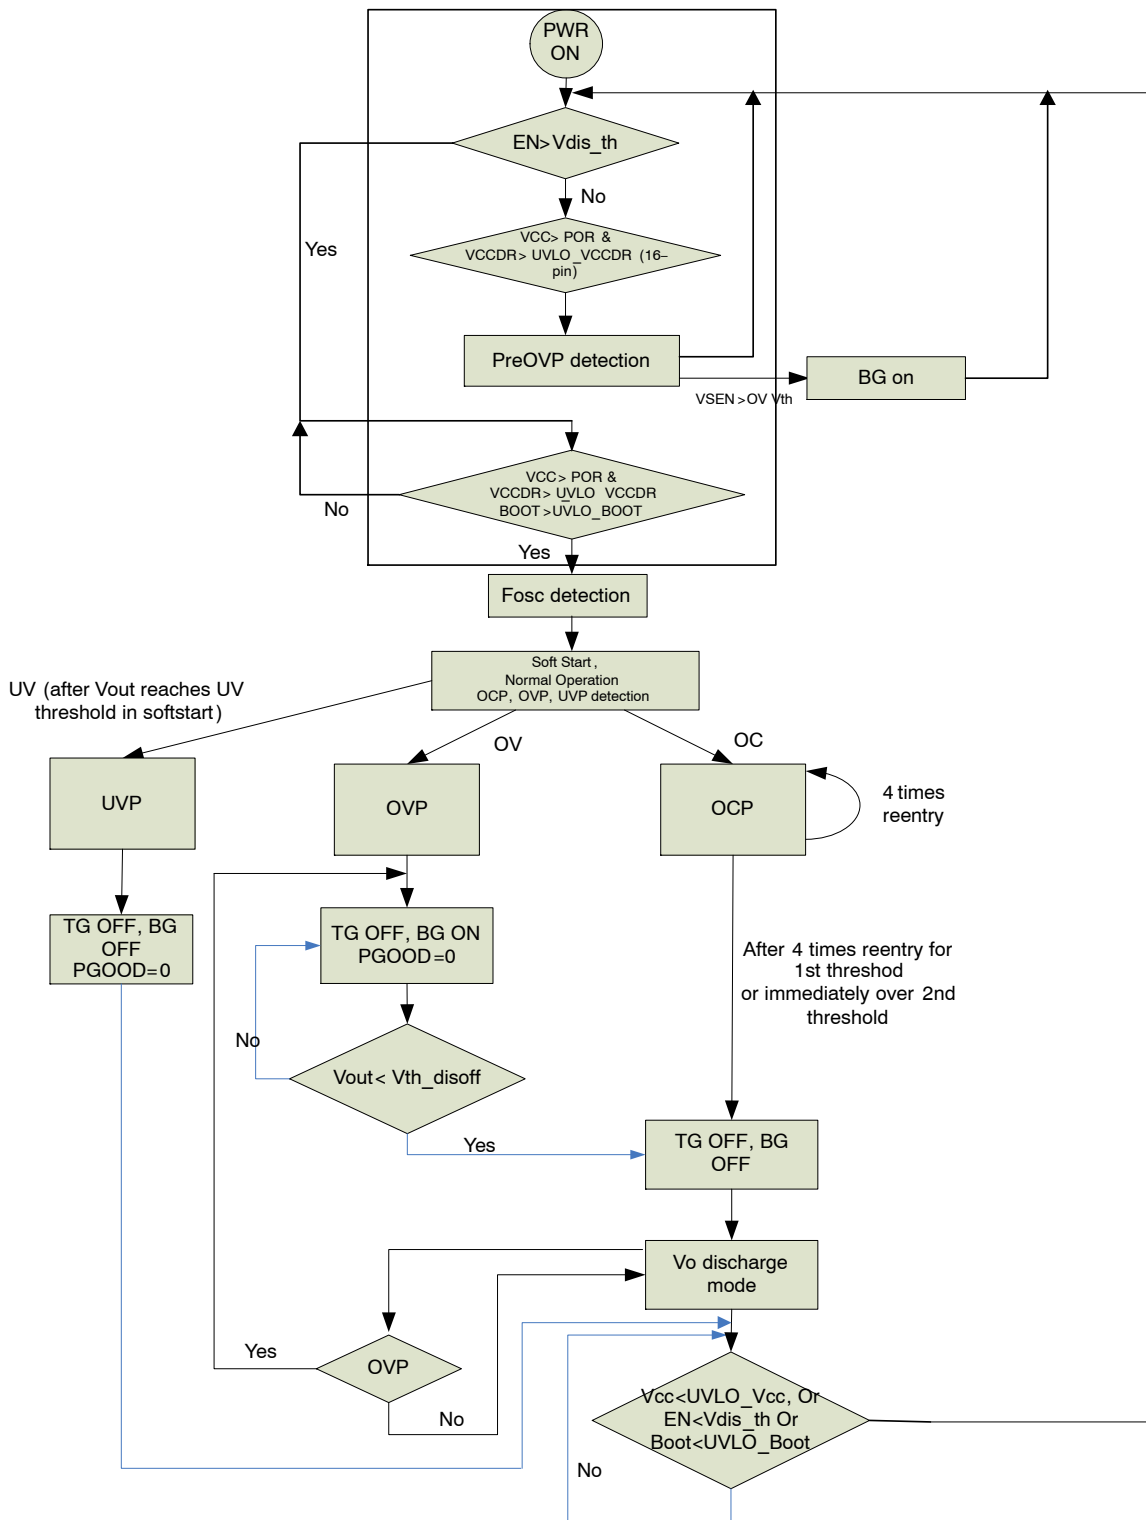 PWR
ON
EN>Vdis_th
No
Yes
VCC> POR &
VCCDR> UVLO_VCCDR (16–
pin)
PreOVP detection
BG on
VSEN>OV Vth
VCC> POR &
VCCDR> UVLO VCCDR
BOOT>UVLO_BOOT
No
Yes
Fosc detection
Soft Start,
Normal Operation
OCP, OVP, UVP detection
UV (after Vout reaches UV
threshold in softstart)
OV
OC
UVP
OVP
OCP
4 times
reentry
TG OFF, BG
OFF
PGOOD=0
TG OFF, BG ON
PGOOD=0
After 4 times reentry for
1st threshod
or immediately over 2nd
threshold
No
Vout< Vth_disoff
Yes
TG OFF, BG
OFF
Vo discharge
mode
Yes
OVP
No
Vcc<UVLO_Vcc, Or
EN<Vdis_th Or
Boot<UVLO_Boot
No